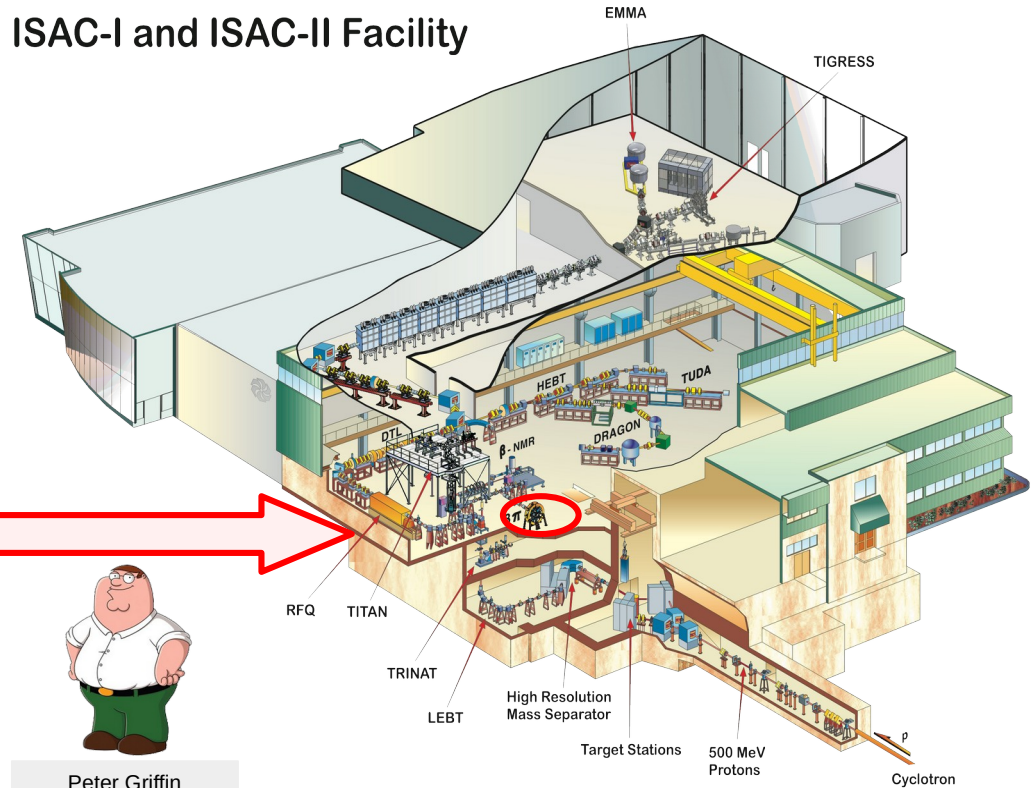 ISAC-I and ISAC-II Facility
EMMA
TIGRESS
HEBT
TUDA
DTL
β-NMR
DRAGON
8π
RFQ
TITAN
TRINAT
LEBT
High Resolution
Mass Separator
Target Stations
500 MeV
Protons
p
Cyclotron
Peter Griffin